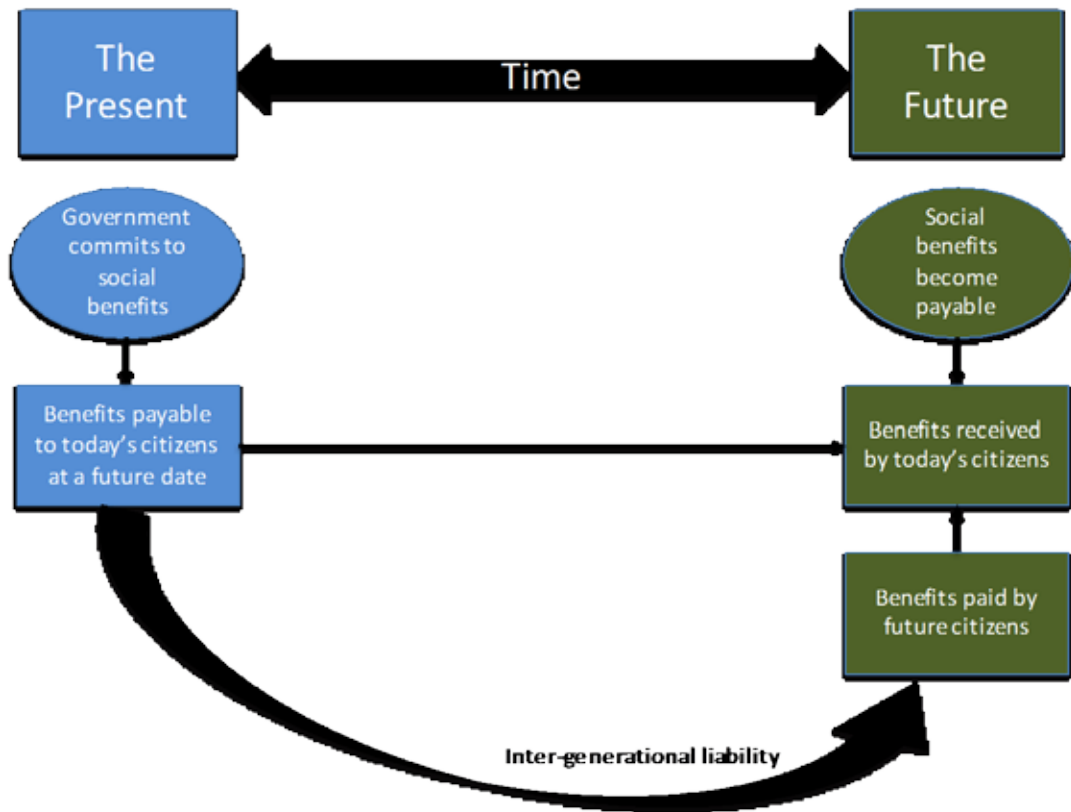 The
Present
Time
The
Future
Government
commits to
social
benefits
Social
benefits
become
payable
Benefits payable
to today's citizens
at a future date
Benefits received
by today's citizens
Benefits paid by
future citizens
Inter-generational liability